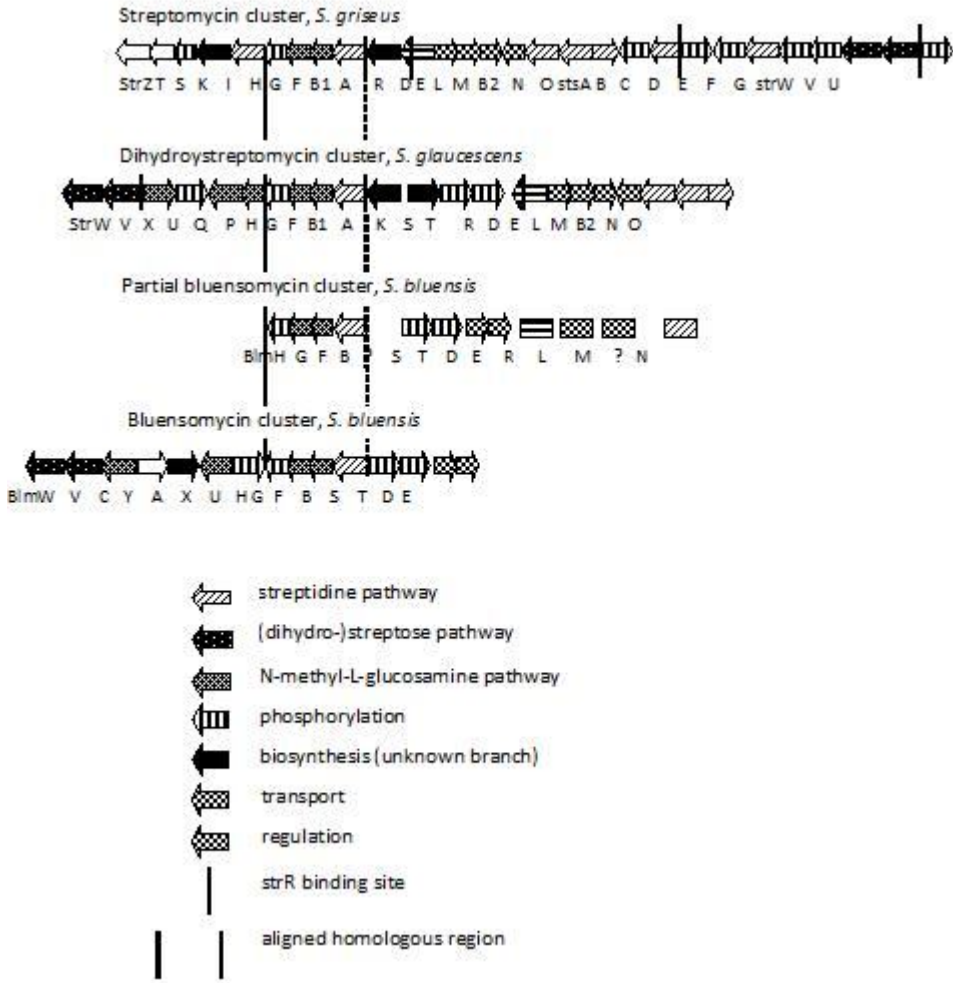 Streptomycin cluster, S. griseus
StrZT S K I H G F B1 A R D E L M B2 N O stsA B C D E F G strW V U
Dihydroystreptomycin cluster, S. glaucescens
StrW V X U Q P H G F B1 A K S T R D E L M B2 N O
Partial bluensomycin cluster, S. bluensis
BlmH G F B ? S T D E R L M ? N
Bluensomycin cluster, S. bluensis
BlmW V C Y A X U H G F B S T D E
streptidine pathway
(dihydro-)streptose pathway
N-methyl-L-glucosamine pathway
phosphorylation
biosynthesis (unknown branch)
transport
regulation
strR binding site
aligned homologous region